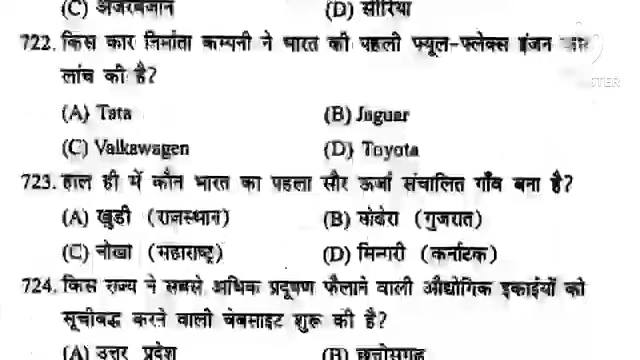 (C) अजरबैजान (D) सीरिया
722. किस कार निर्माता कम्पनी ने भारत की पहली फ्यूल-फ्लेक्स इंजन कार
लांच की है?
(A) Tata (B) Jaguar
(C) Valkawagen (D) Toyota
723. हाल ही में कौन भारत का पहला सौर ऊर्जा संचालित गाँव बना है?
(A) खुडी (राजस्थान) (B) मोढेरा (गुजरात)
(C) नोखा (महाराष्ट्र) (D) मिन्गरी (कर्नाटक)
724. किस राज्य ने सबसे अधिक प्रदूषण फैलाने वाली औद्योगिक इकाईयों को
सूचीबद्ध करने वाली वेबसाइट शुरू की है?
(A) उत्तर प्रदेश (B) छत्तीसगढ़